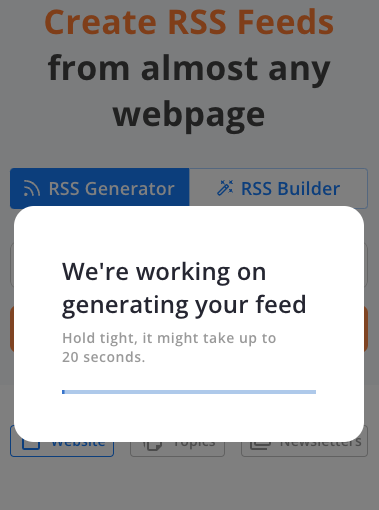 Create RSS Feeds
from almost any
webpage
RSS Generator
RSS Builder
We're working on
generating your feed
Hold tight, it might take up to
20 seconds.
Website
Topics
Newsletters